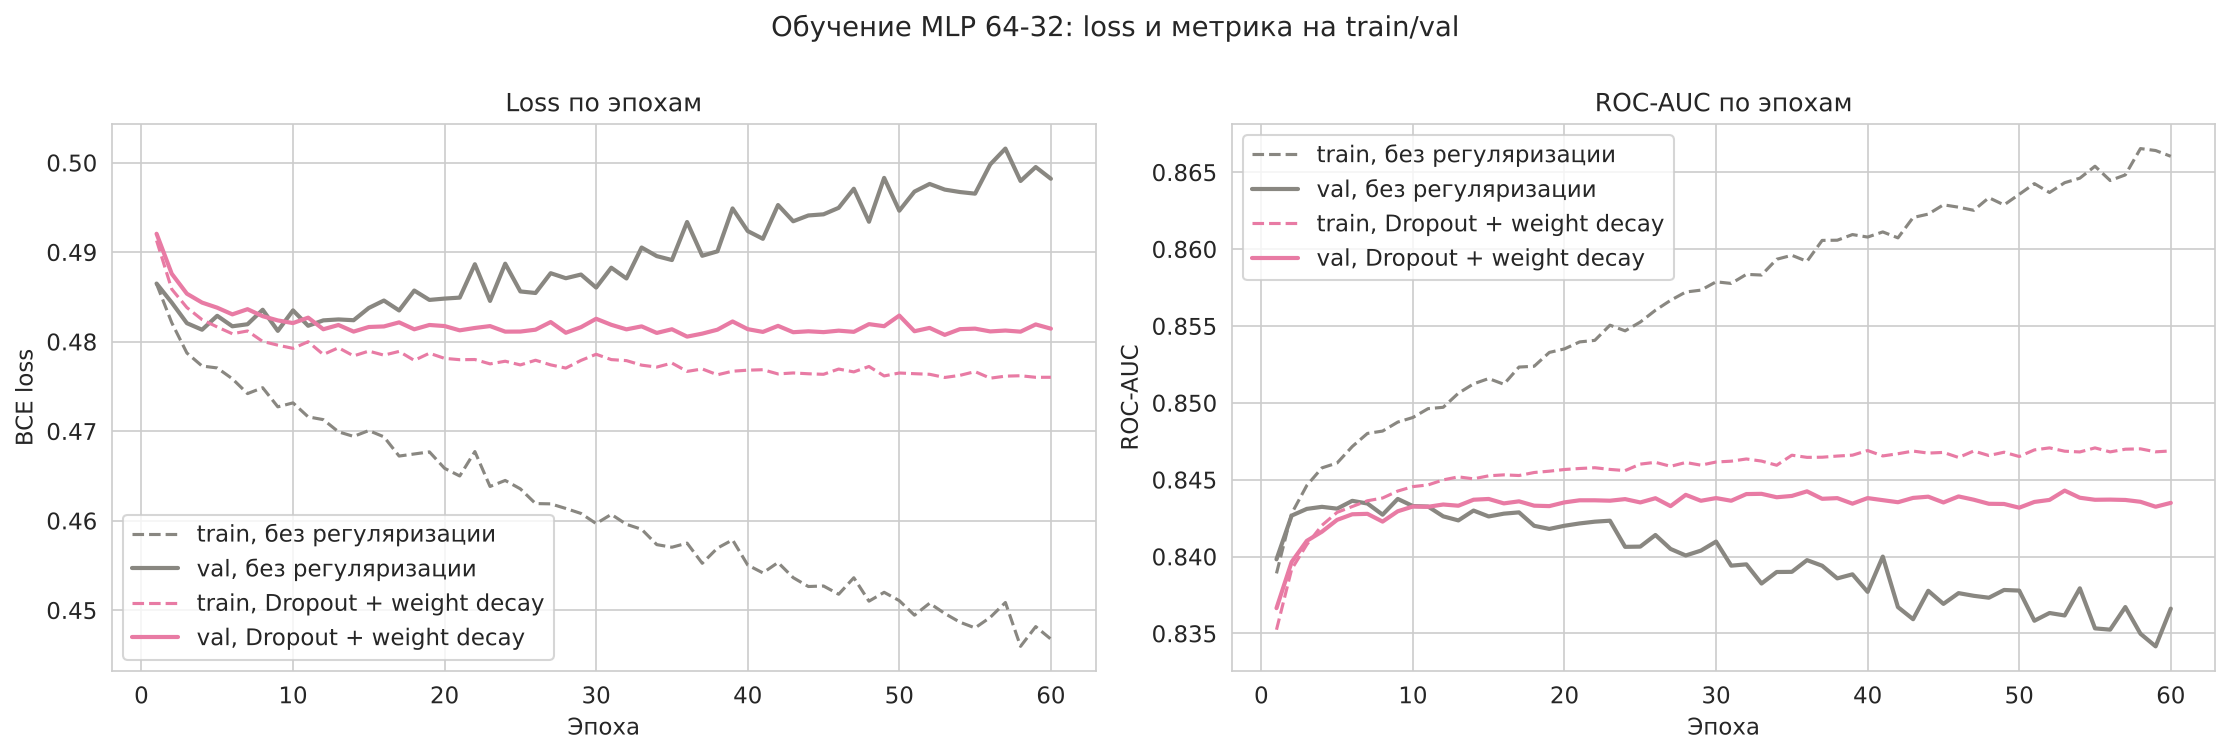 Обучение MLP 64-32: loss и метрика на train/val
Loss по эпохам
BCE loss
0.50
0.49
0.48
0.47
0.46
0.45
train, без регуляризации
val, без регуляризации
train, Dropout + weight decay
val, Dropout + weight decay
0 10 20 30 40 50 60
Эпоха
ROC-AUC по эпохам
ROC-AUC
0.865
0.860
0.855
0.850
0.845
0.840
0.835
train, без регуляризации
val, без регуляризации
train, Dropout + weight decay
val, Dropout + weight decay
0 10 20 30 40 50 60
Эпоха